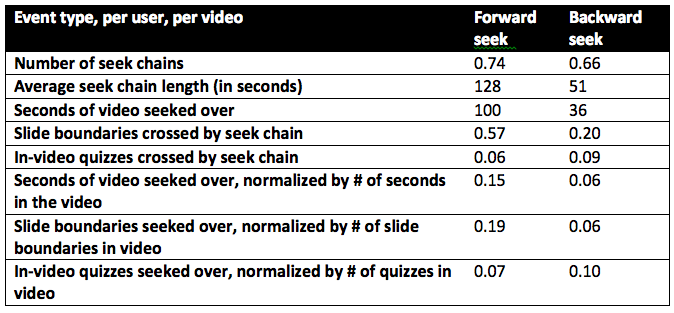 Event type, per user, per video Forward seek Backward seek
Number of seek chains 0.74 0.66
Average seek chain length (in seconds) 128 51
Seconds of video seeked over 100 36
Slide boundaries crossed by seek chain 0.57 0.20
In-video quizzes crossed by seek chain 0.06 0.09
Seconds of video seeked over, normalized by # of seconds
in the video 0.15 0.06
Slide boundaries seeked over, normalized by # of slide
boundaries in video 0.19 0.06
In-video quizzes seeked over, normalized by # of quizzes in
video 0.07 0.10